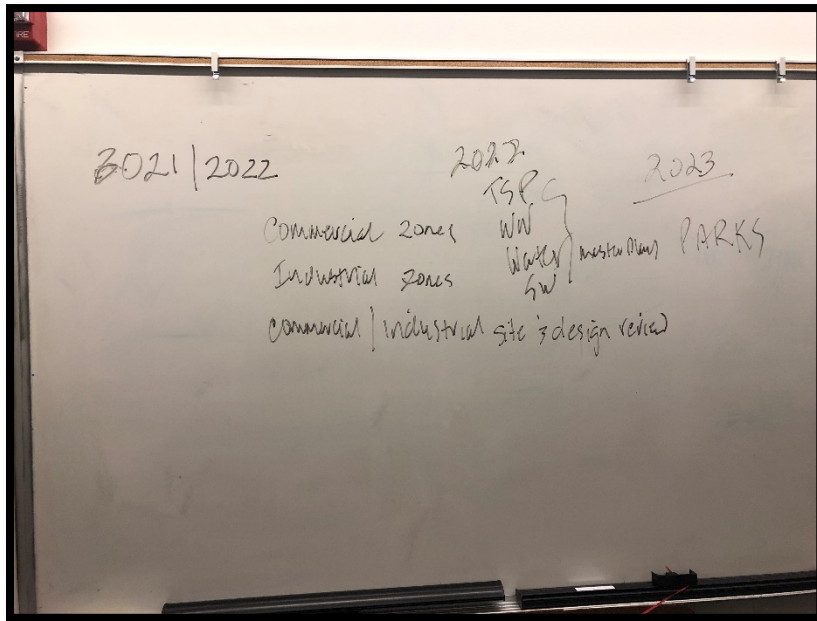 FIRE
2021 | 2022
2022
2023
TSP
Commercial zones
WW
Industrial zones
Water
SW
master plans
PARKS
commercial / industrial site & design review